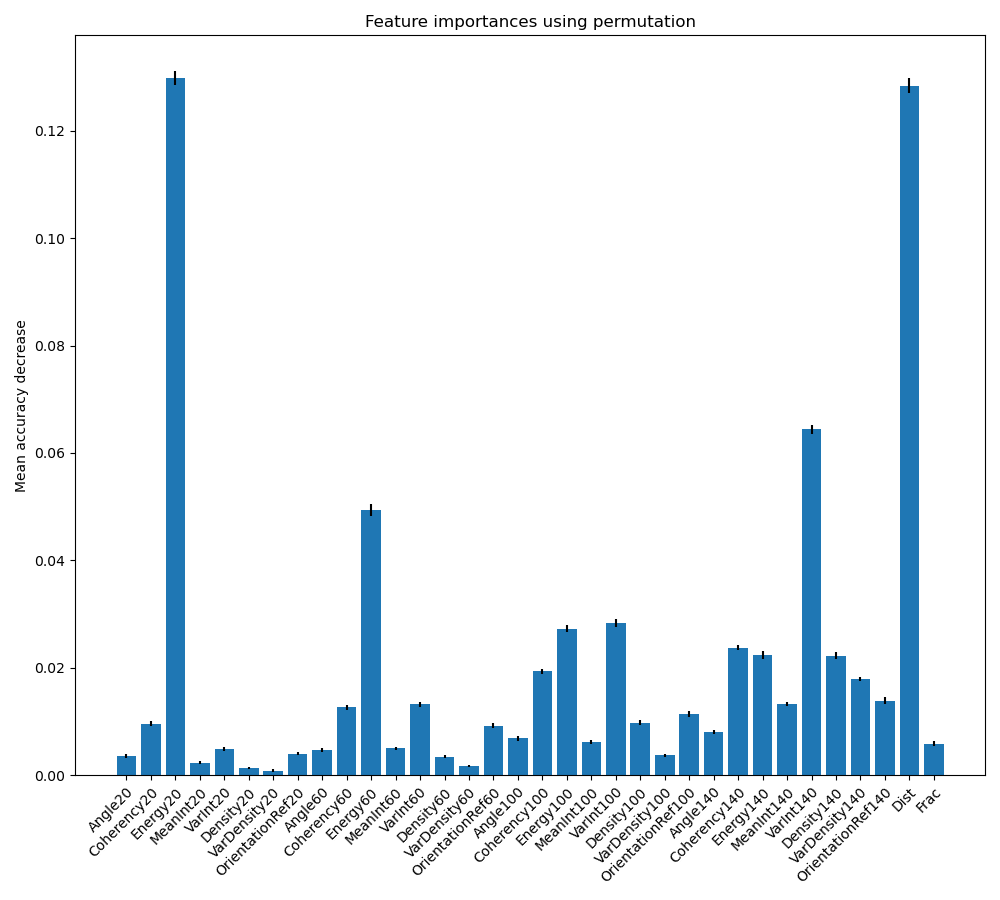 Feature importances using permutation
Mean accuracy decrease
0.12
0.10
0.08
0.06
0.04
0.02
0.00
Angle20
Coherency20
Energy20
MeanInt20
VarInt20
Density20
VarDensity20
OrientationRef20
Angle60
Coherency60
Energy60
MeanInt60
VarInt60
Density60
VarDensity60
OrientationRef60
Angle100
Coherency100
Energy100
MeanInt100
VarInt100
Density100
VarDensity100
OrientationRef100
Angle140
Coherency140
Energy140
MeanInt140
VarInt140
Density140
VarDensity140
OrientationRef140
Dist
Frac